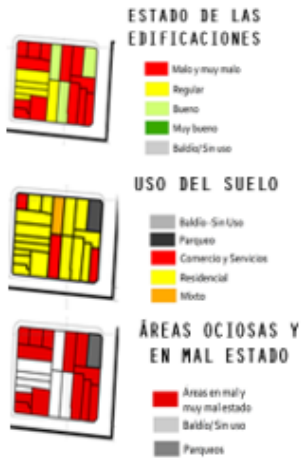 ESTADO DE LAS
EDIFICACIONES
Malo y muy malo
Regular
Bueno
Muy bueno
Baldío/Sin uso
USO DEL SUELO
Baldío-Sin Uso
Parqueo
Comercio y Servicios
Residencial
Mixto
ÁREAS OCIOSAS Y
EN MAL ESTADO
Áreas en mal y
muy mal estado
Baldío/Sin uso
Parqueos